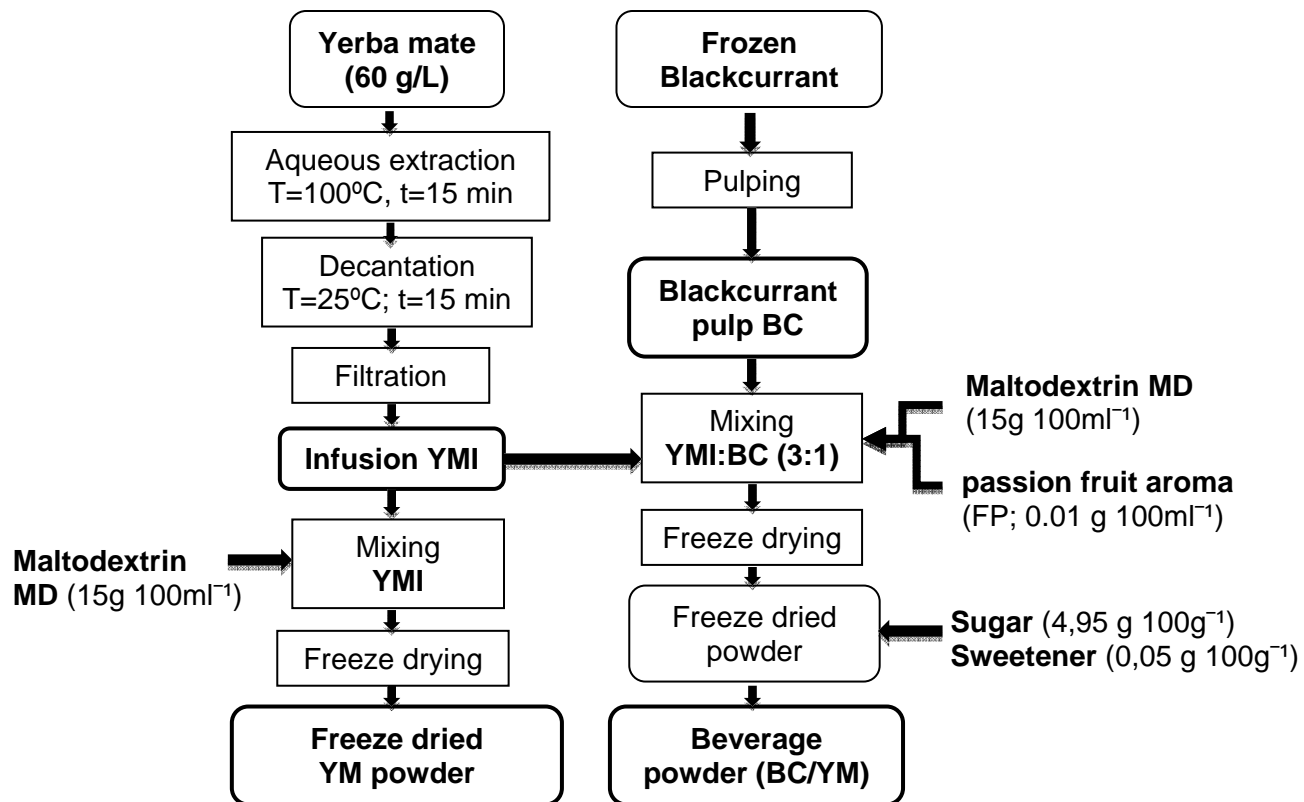 Yerba mate
(60 g/L)
Aqueous extraction
T=100ºC, t=15 min
Decantation
T=25ºC; t=15 min
Filtration
Infusion YMI
Maltodextrin
MD (15g 100ml⁻¹)
Mixing
YMI
Freeze drying
Freeze dried
YM powder
Frozen
Blackcurrant
Pulping
Blackcurrant
pulp BC
Mixing
YMI:BC (3:1)
Maltodextrin MD
(15g 100ml⁻¹)
passion fruit aroma
(FP; 0.01 g 100ml⁻¹)
Freeze drying
Freeze dried
powder
Sugar (4,95 g 100g⁻¹)
Sweetener (0,05 g 100g⁻¹)
Beverage
powder (BC/YM)